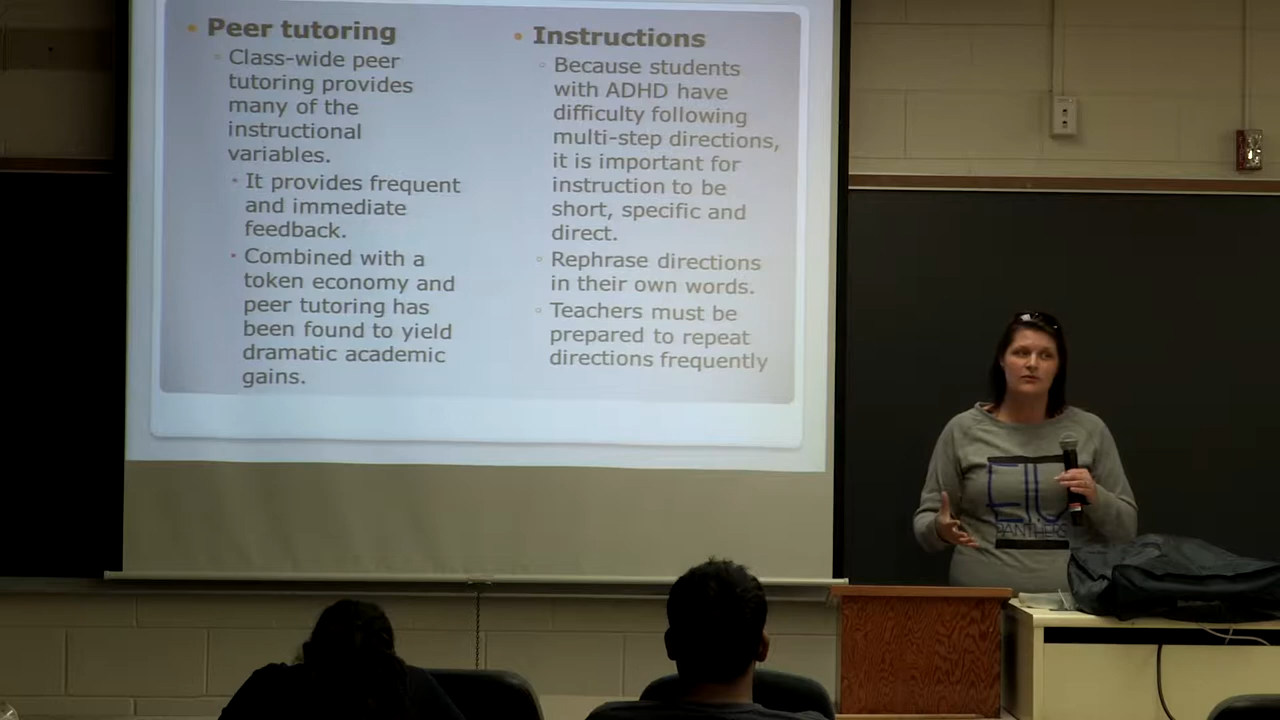 Peer tutoring
Class-wide peer
tutoring provides
many of the
instructional
variables.
It provides frequent
and immediate
feedback.
Combined with a
token economy and
peer tutoring has
been found to yield
dramatic academic
gains.
Instructions
Because students
with ADHD have
difficulty following
multi-step directions,
it is important for
instruction to be
short, specific and
direct.
Rephrase directions
in their own words.
Teachers must be
prepared to repeat
directions frequently
EIU
PANTHERS